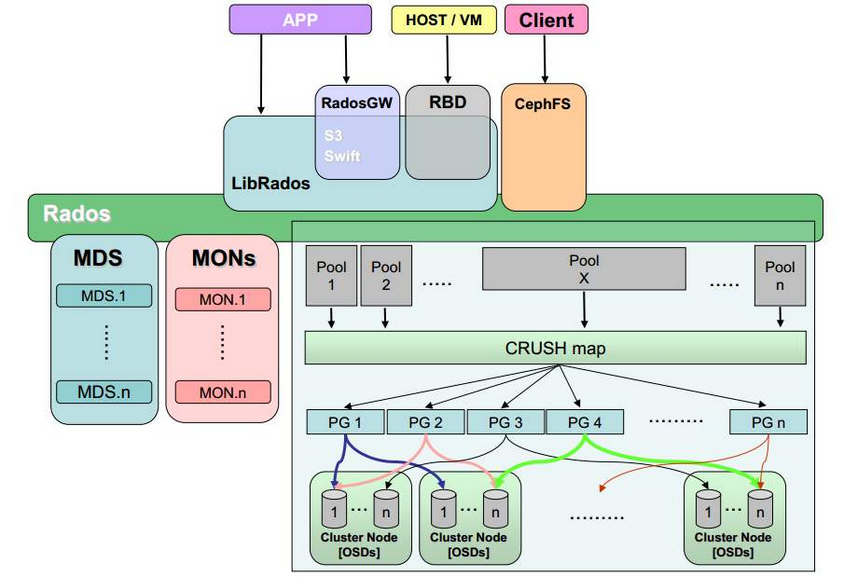 APP
HOST / VM
Client
RadosGW
RBD
CephFS
S3
Swift
LibRados
Rados
MDS
MONs
MDS.1
MON.1
MDS.n
MON.n
Pool
1
Pool
2
.....
Pool
X
.....
Pool
n
CRUSH map
PG 1
PG 2
PG 3
PG 4
.........
PG n
1
...
n
Cluster Node
[OSDs]
1
...
n
Cluster Node
[OSDs]
.........
1
...
n
Cluster Node
[OSDs]